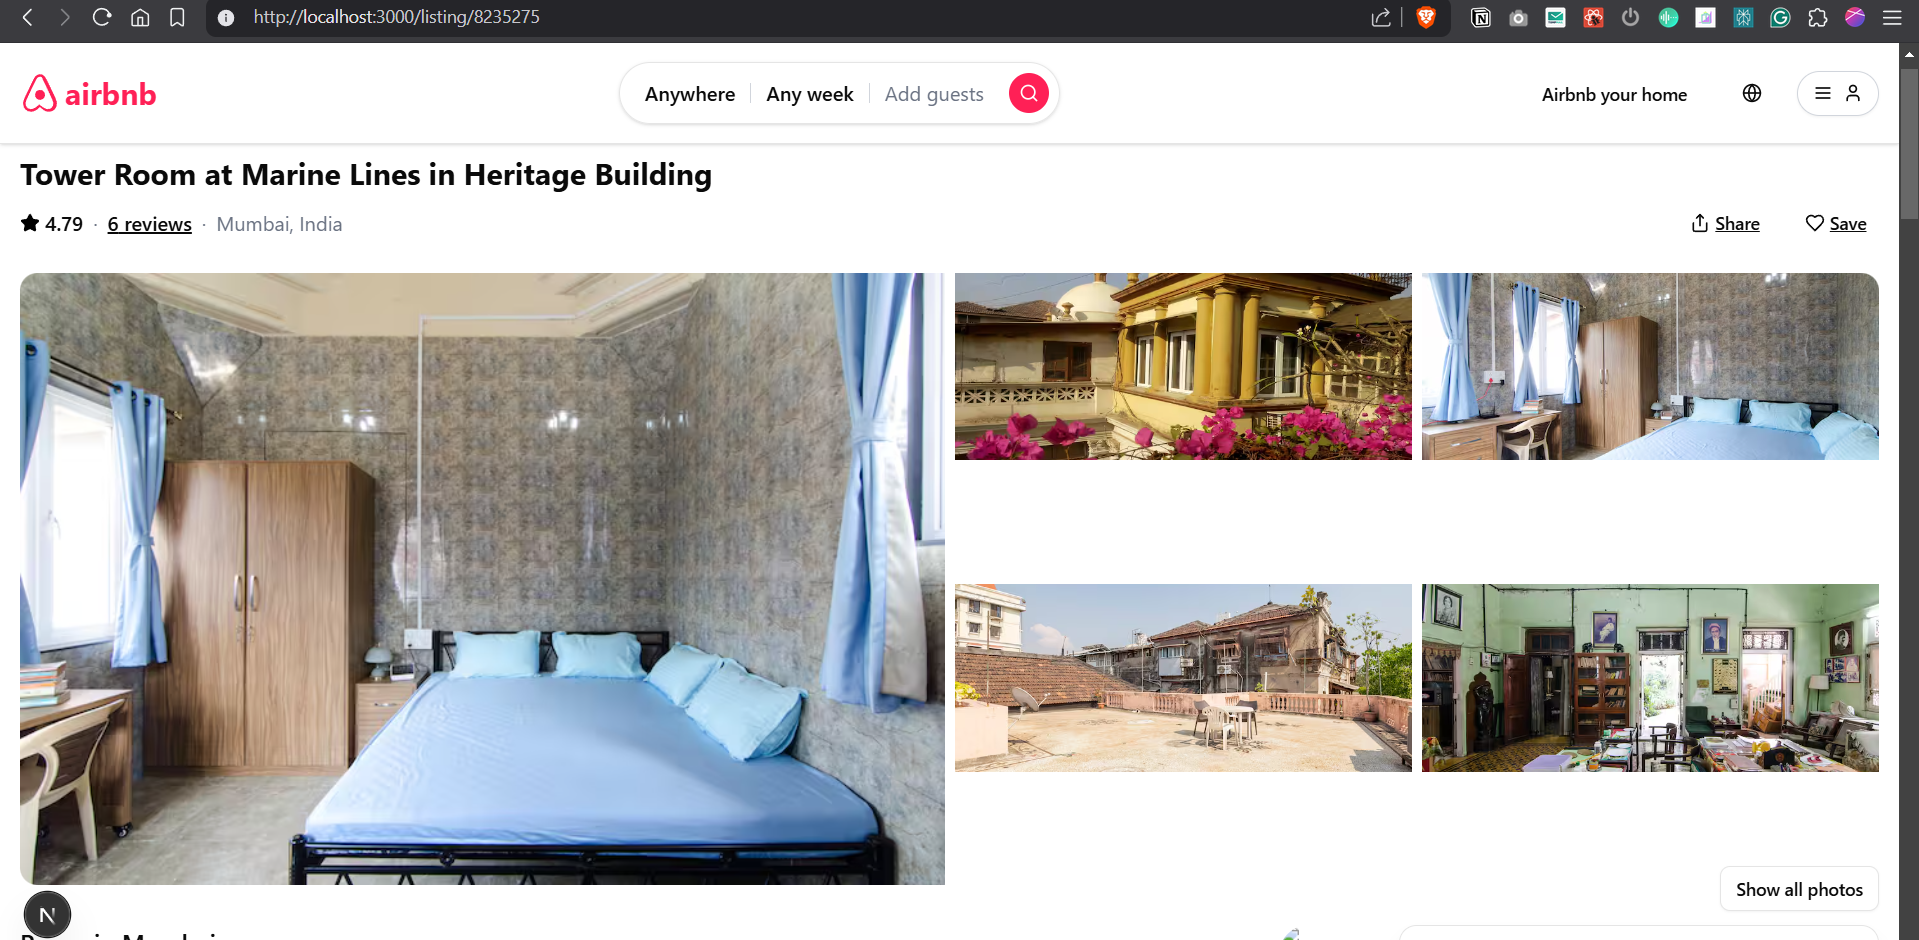 http://localhost:3000/listing/8235275
airbnb
Anywhere
Any week
Add guests
Airbnb your home
Tower Room at Marine Lines in Heritage Building
4.79 · 6 reviews · Mumbai, India
Share
Save
Show all photos
N